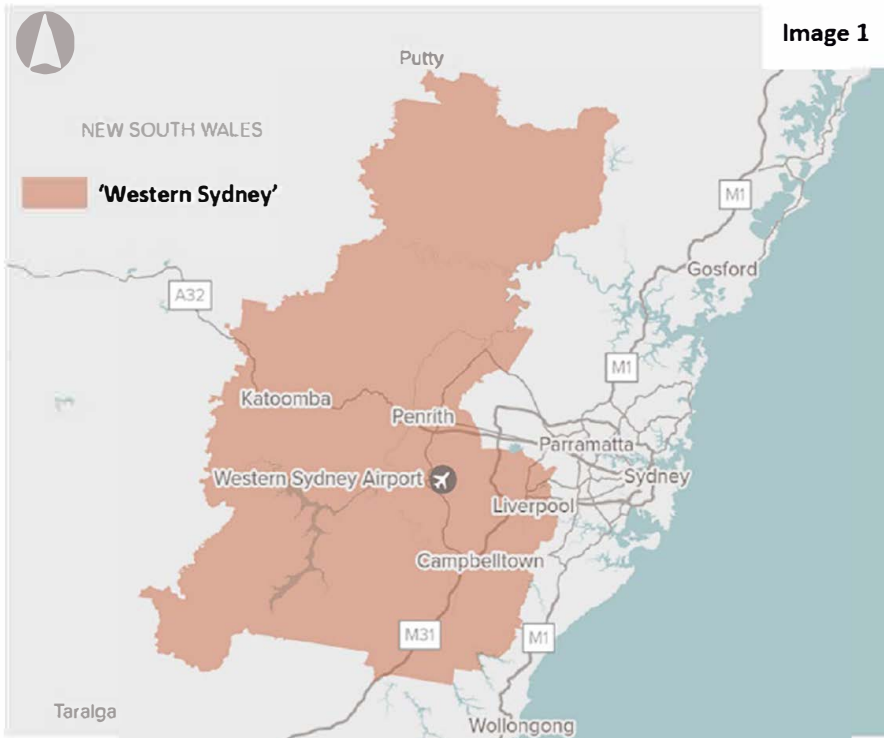 Image 1
Putty
NEW SOUTH WALES
'Western Sydney'
M1
Gosford
A32
M1
Katoomba
Penrith
Parramatta
Western Sydney Airport
Sydney
Liverpool
Campbelltown
M31
M1
Taralga
Wollongong